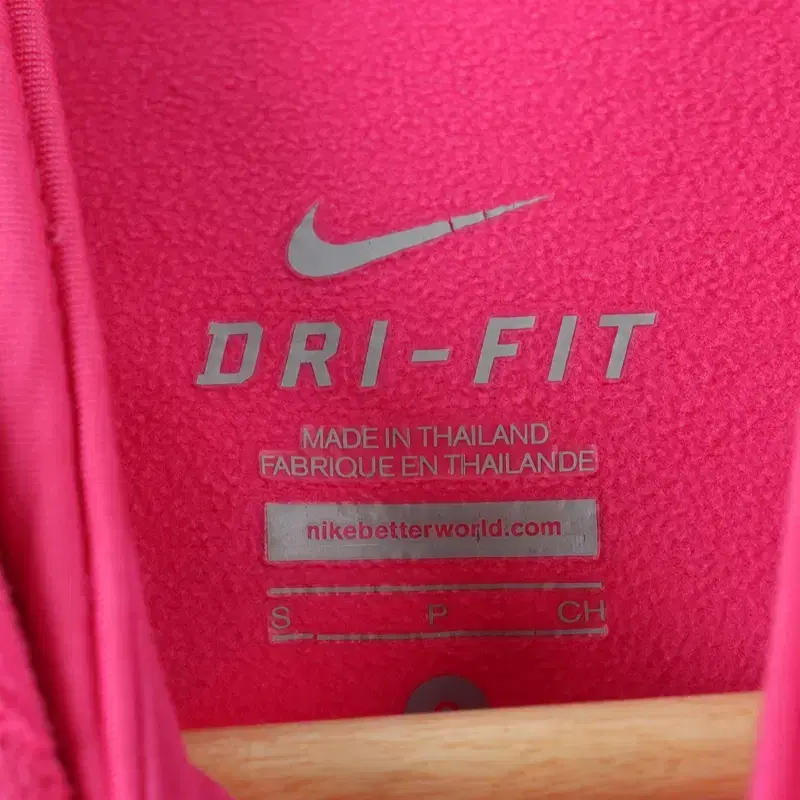 DRI-FIT
MADE IN THAILAND
FABRIQUE EN THAILANDE
nikebetterworld.com
S P CH